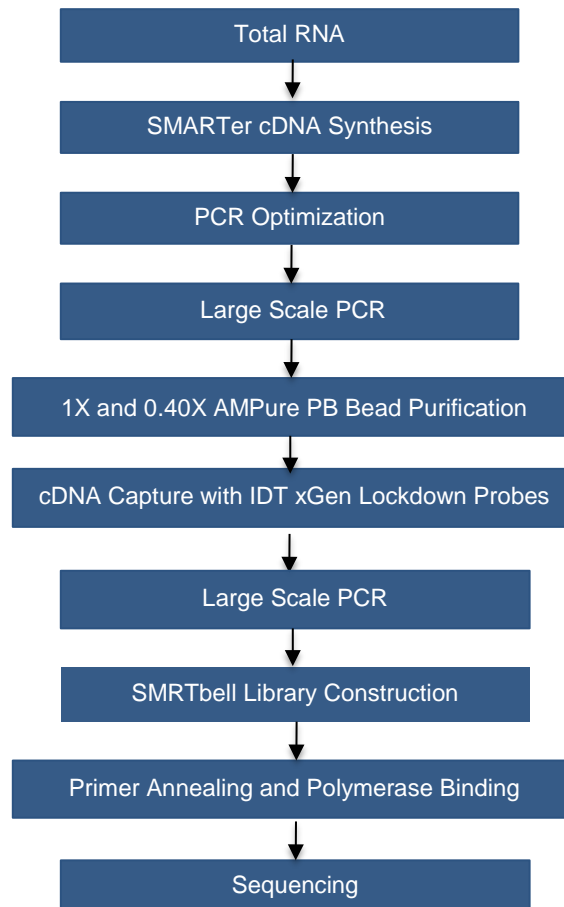 Total RNA
SMARTer cDNA Synthesis
PCR Optimization
Large Scale PCR
1X and 0.40X AMPure PB Bead Purification
cDNA Capture with IDT xGen Lockdown Probes
Large Scale PCR
SMRTbell Library Construction
Primer Annealing and Polymerase Binding
Sequencing